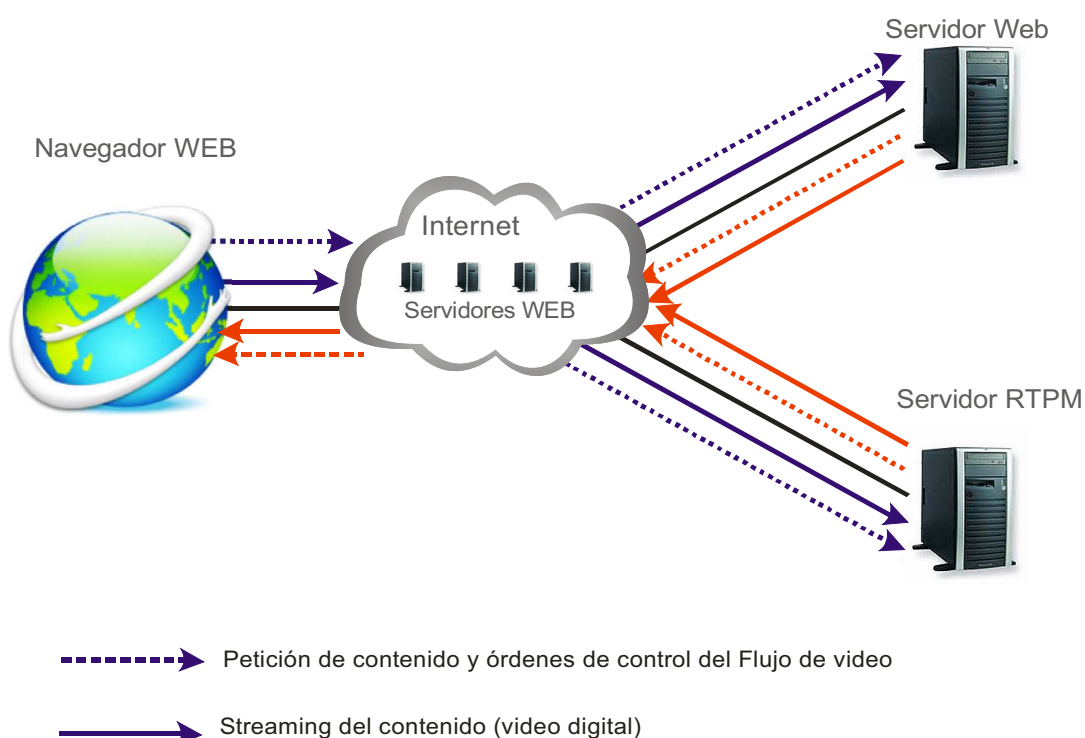 Servidor Web
Navegador WEB
Internet
Servidores WEB
Servidor RTPM
Petición de contenido y órdenes de control del Flujo de video
Streaming del contenido (video digital)